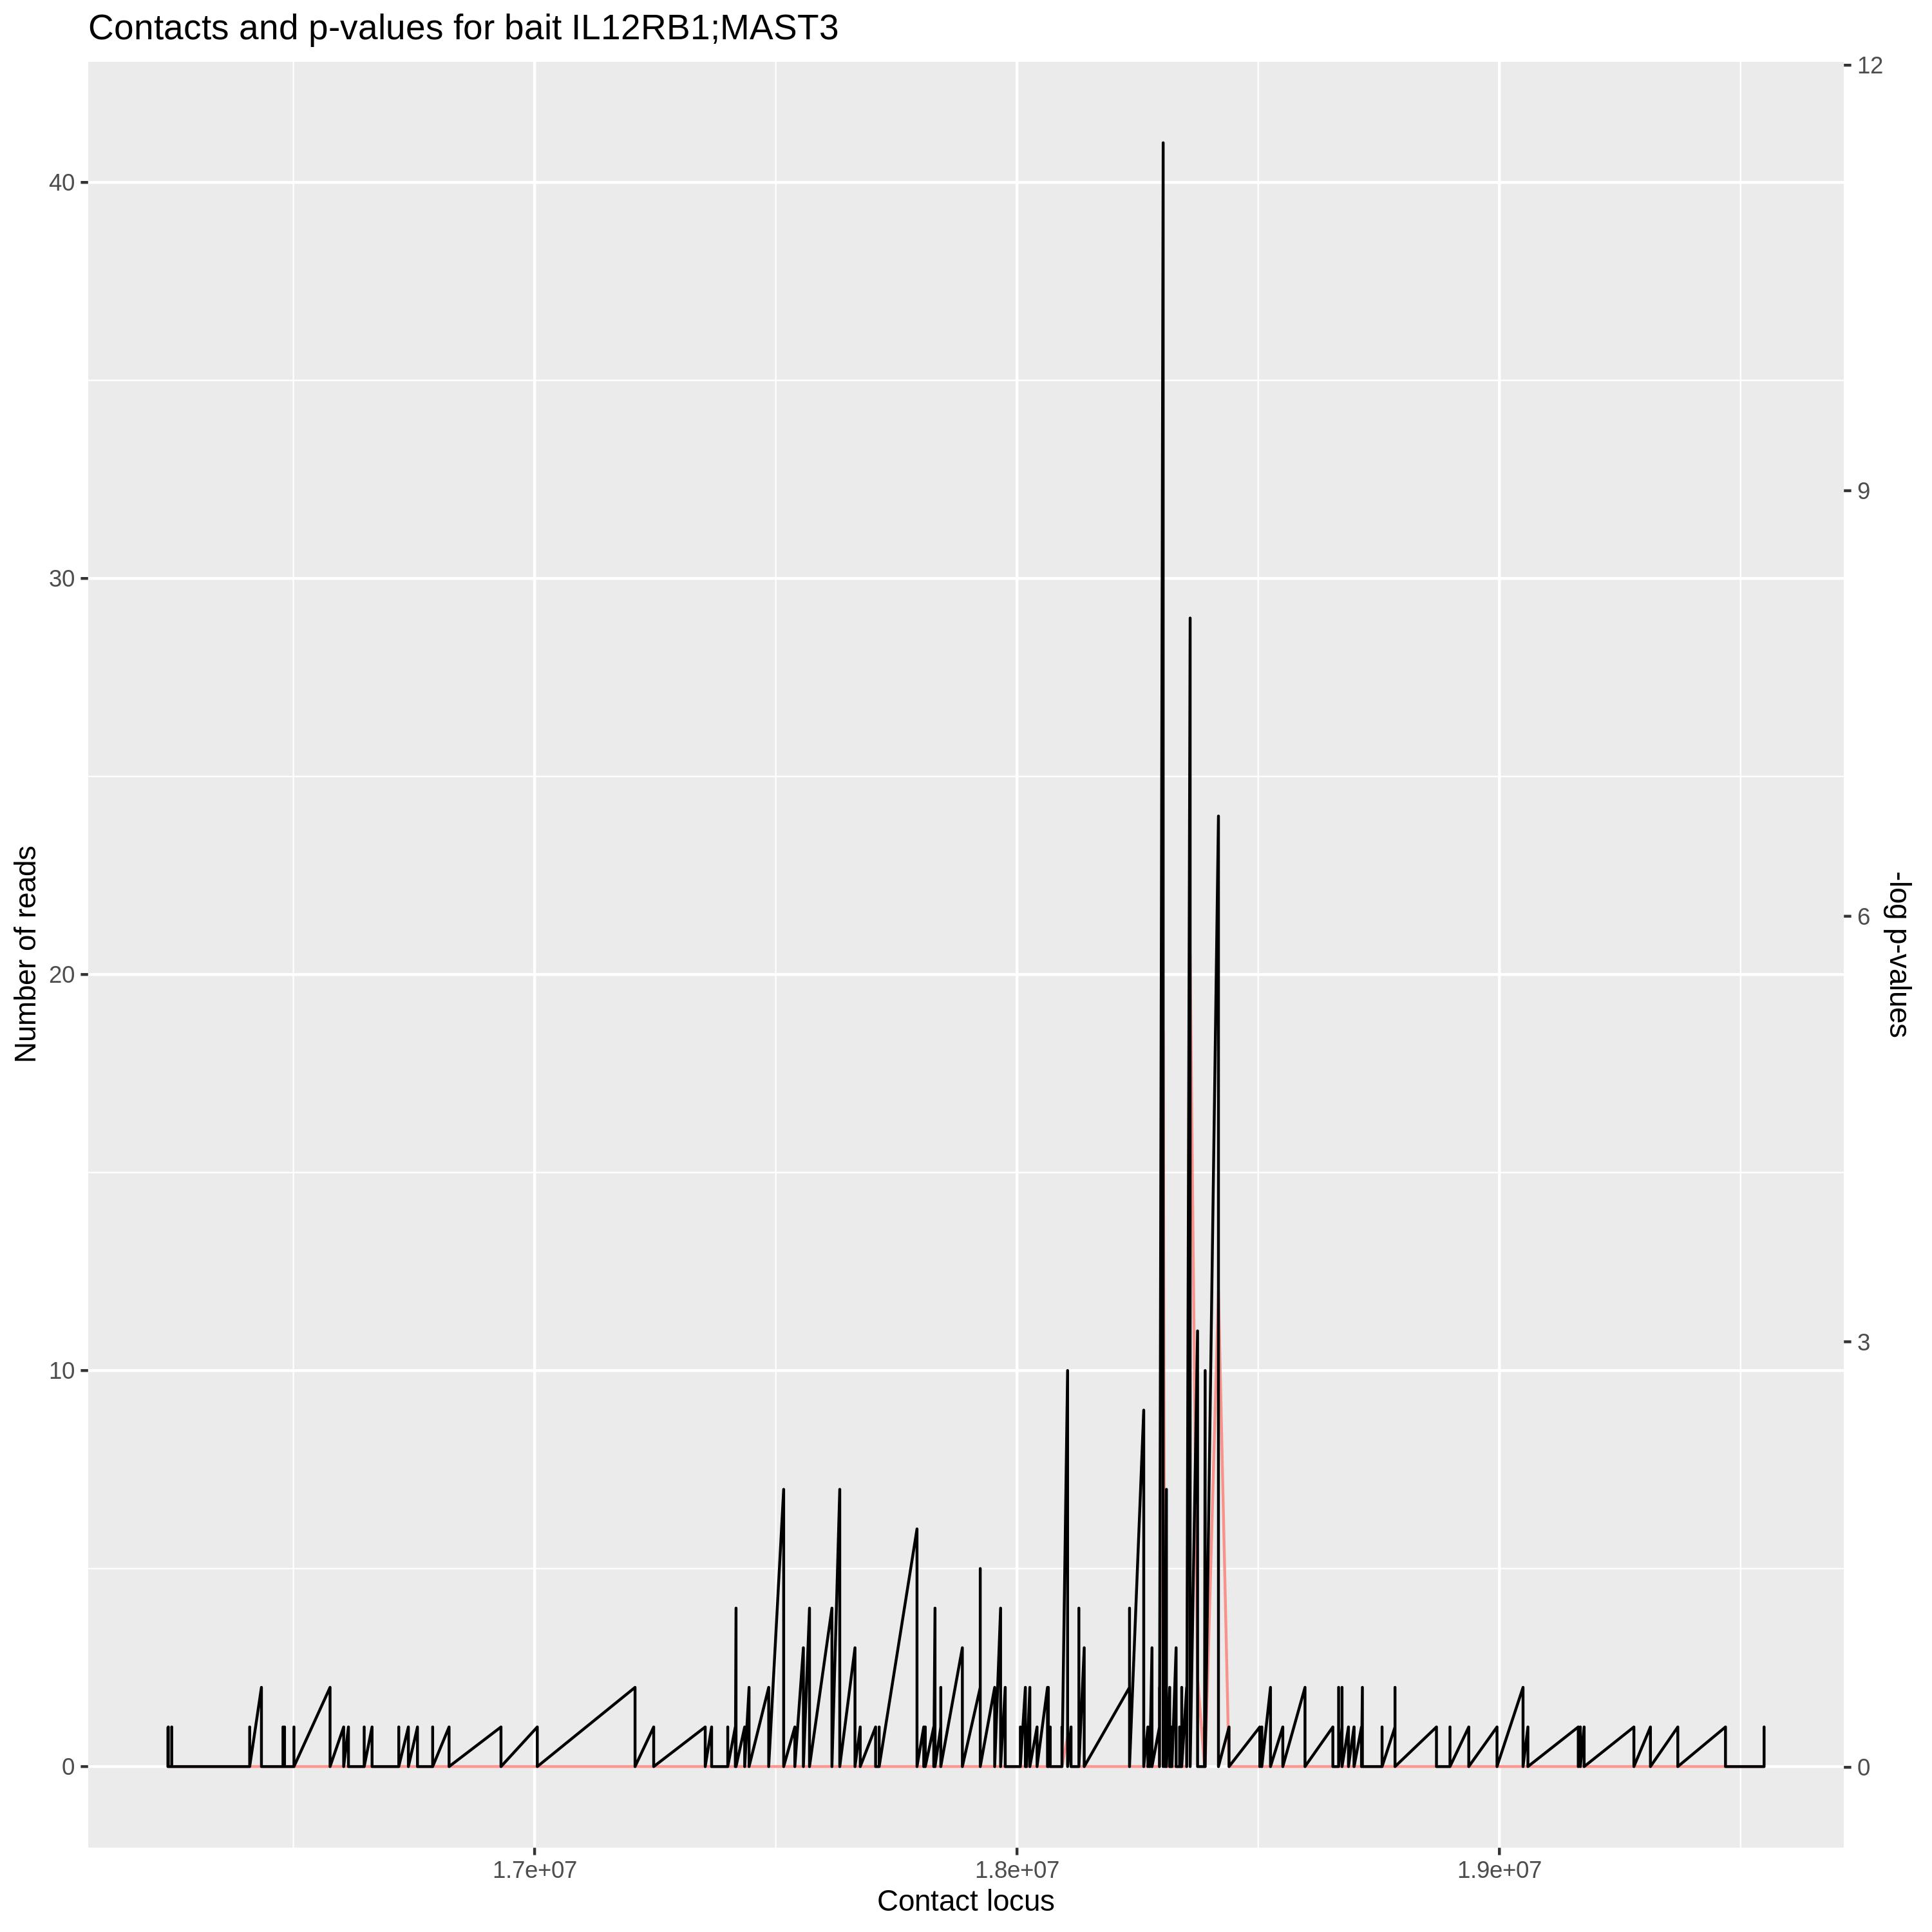 Contacts and p-values for bait IL12RB1;MAST3
12
40
9
30
Number of reads
-log p-values
6
20
3
10
0
0
1.7e+07
1.8e+07
1.9e+07
Contact locus